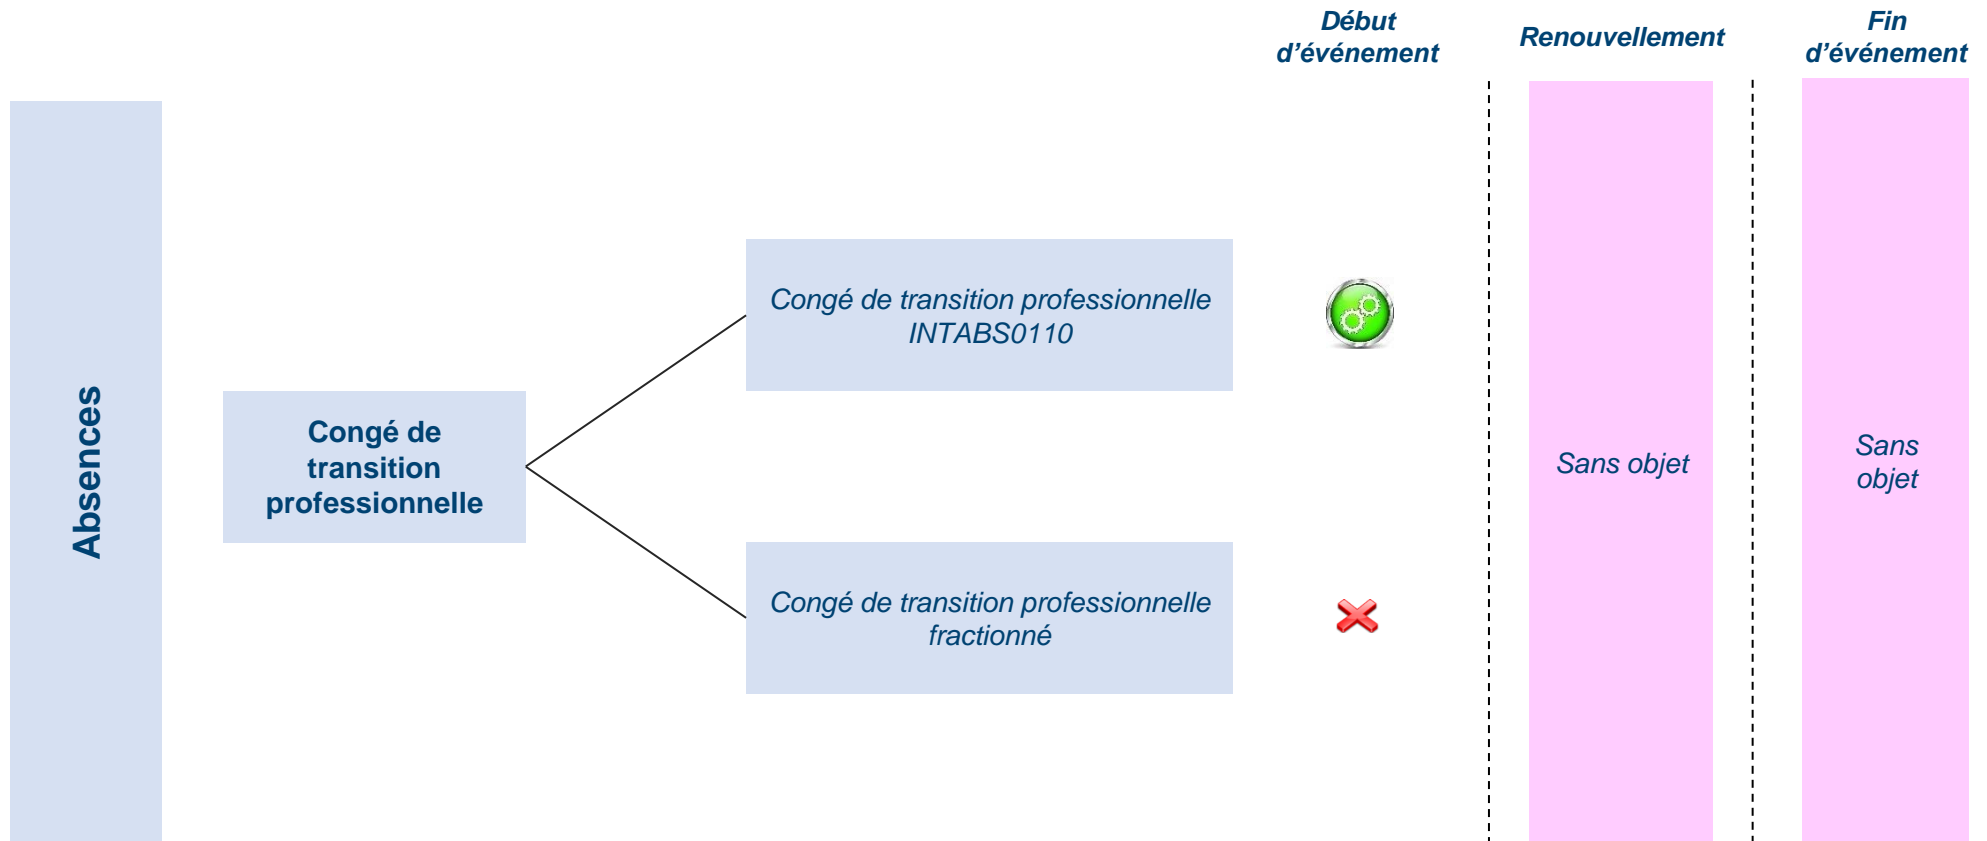 Début
d’événement
Renouvellement
Fin
d’événement
Absences
Congé de
transition
professionnelle
Congé de transition professionnelle
INTABS0110
Congé de transition professionnelle
fractionné
Sans objet
Sans
objet